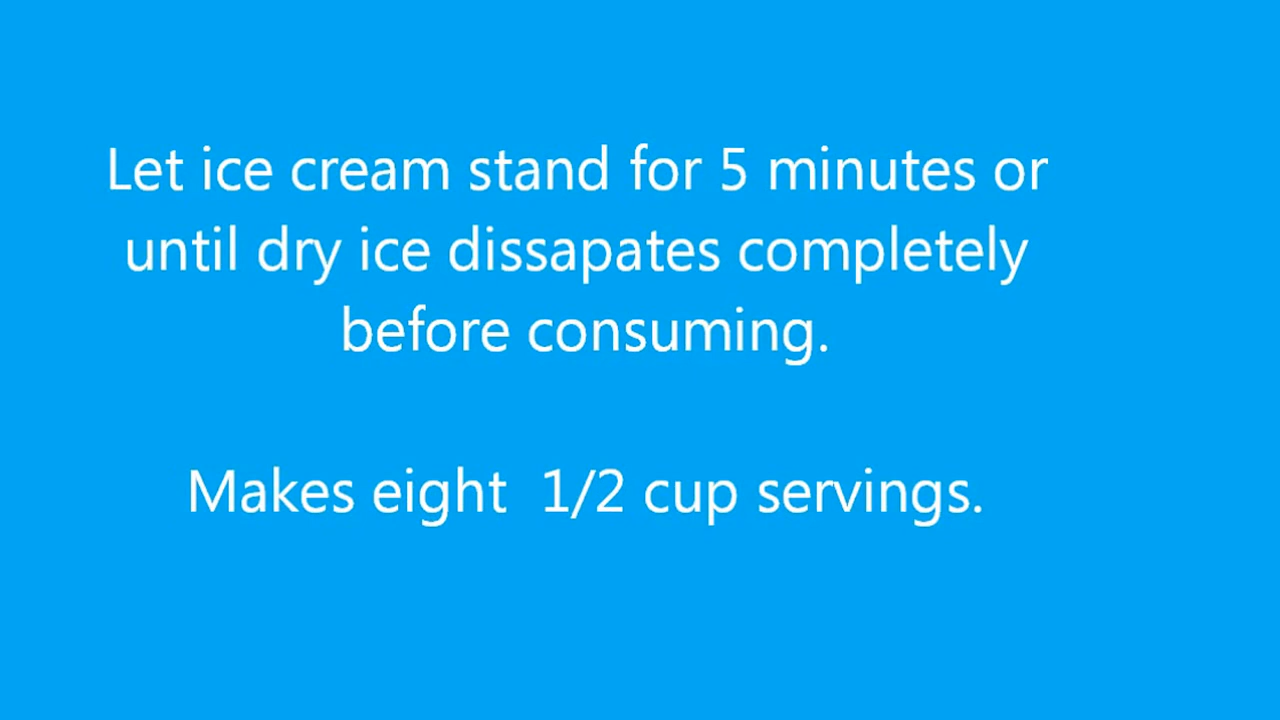 Let ice cream stand for 5 minutes or
until dry ice dissapates completely
before consuming.
Makes eight  1/2 cup servings.